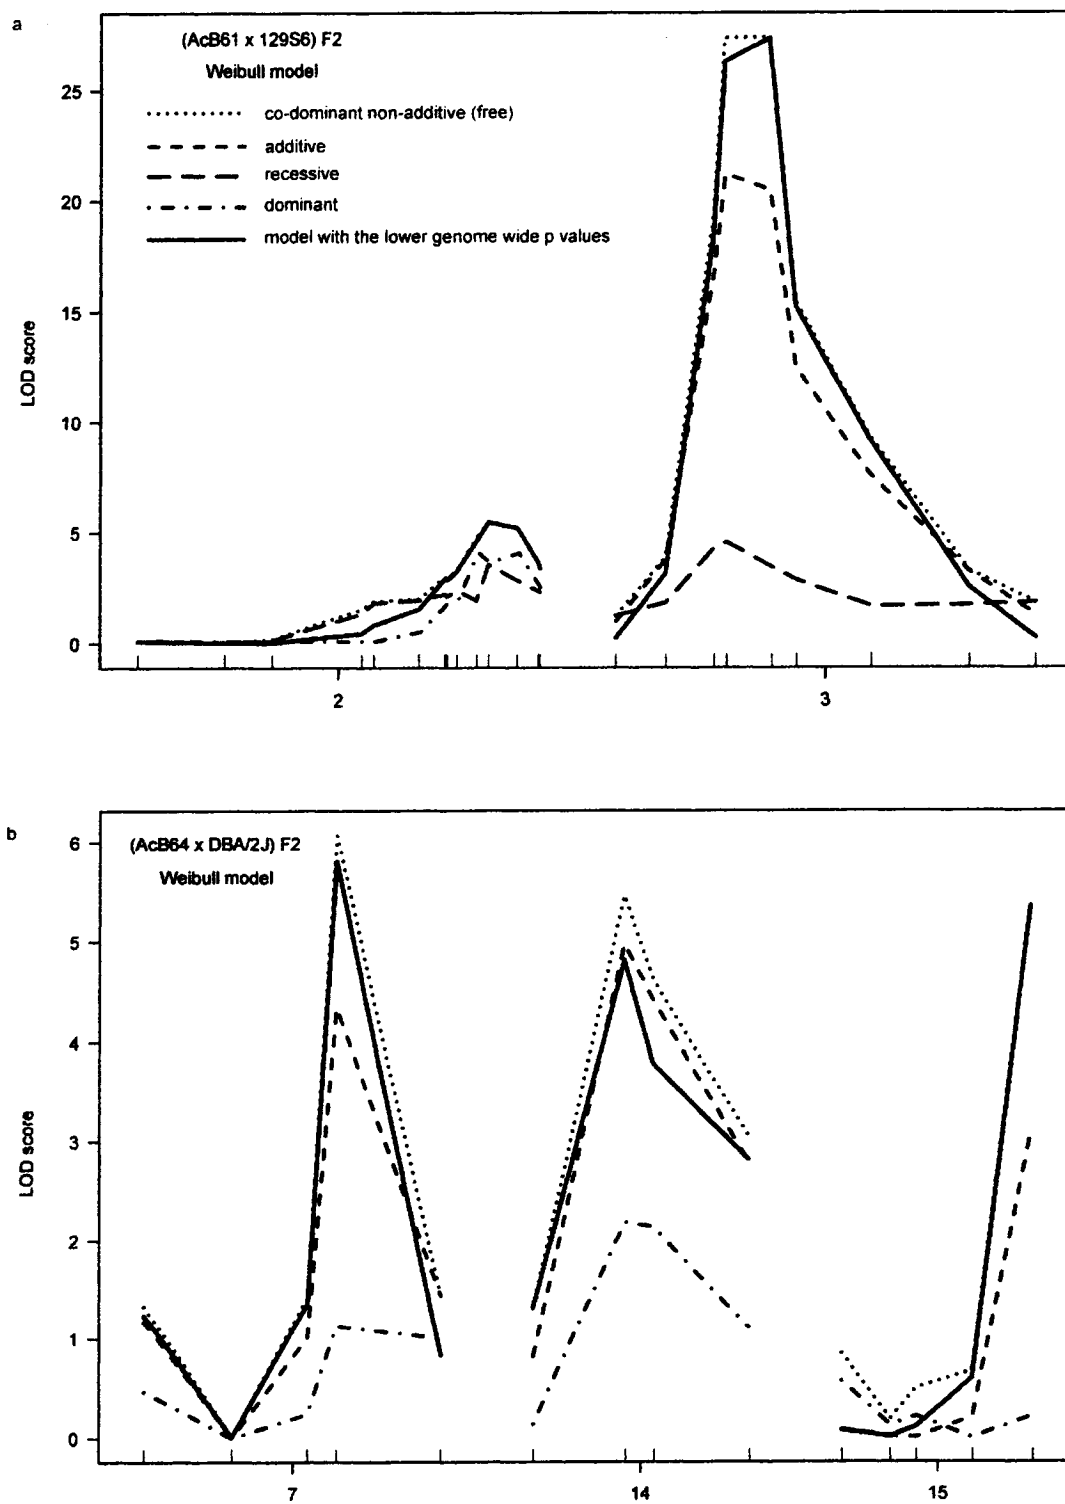 a
(AcB61 x 129S6) F2
Weibull model
co-dominant non-additive (free)
additive
recessive
dominant
model with the lower genome wide p values
LOD score
25
20
15
10
5
0
2
3
b
(AcB64 x DBA/2J) F2
Weibull model
LOD score
6
5
4
3
2
1
0
7
14
15